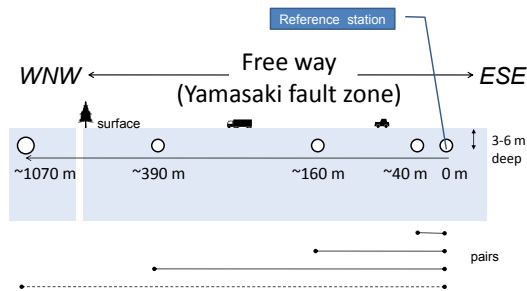 Reference station
WNW
Free way
ESE
(Yamasaki fault zone)
surface
3-6 m
deep
~1070 m
~390 m
~160 m
~40 m
0 m
pairs